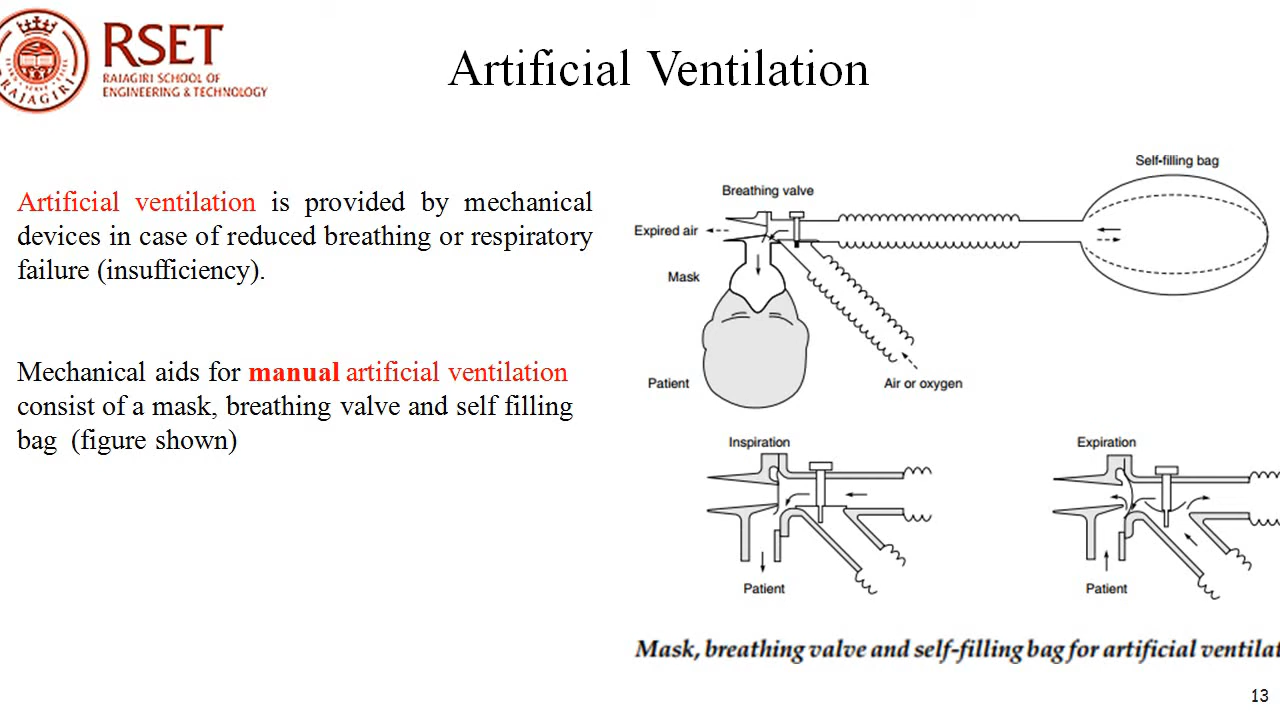 RSET
RAJAGIRI SCHOOL OF
ENGINEERING & TECHNOLOGY
RAJAGIRI
Artificial Ventilation
Artificial ventilation is provided by mechanical
devices in case of reduced breathing or respiratory
failure (insufficiency).
Mechanical aids for manual artificial ventilation
consist of a mask, breathing valve and self filling
bag (figure shown)
Self-filling bag
Breathing valve
Expired air
Mask
Patient
Air or oxygen
Inspiration
Expiration
Patient
Patient
Mask, breathing valve and self-filling bag for artificial ventilat
13